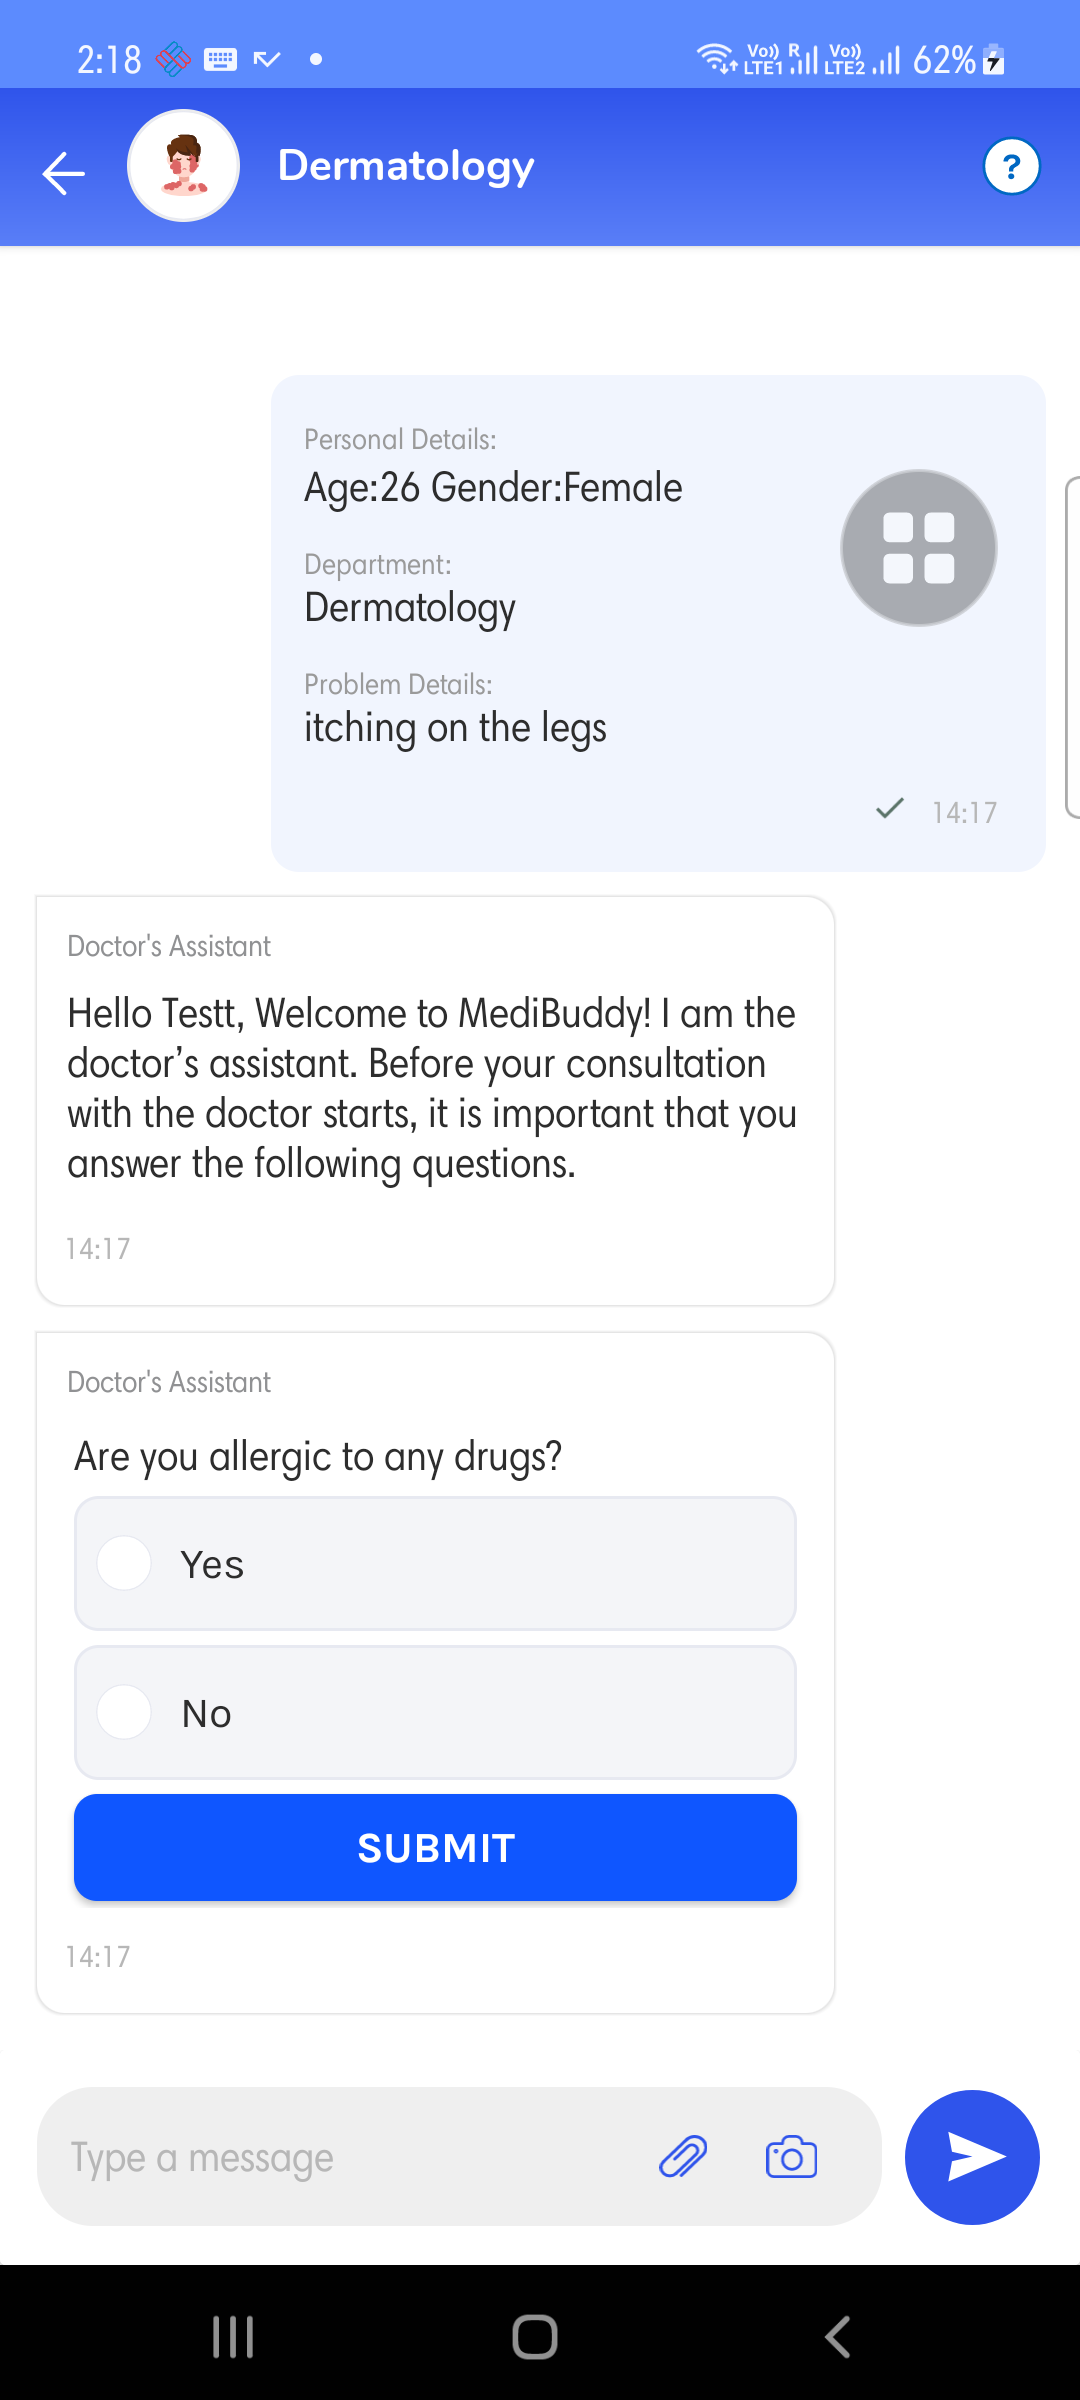 2:18
Vo)) R Vo))
LTE1 LTE2 62%
Dermatology
?
Personal Details:
Age:26 Gender:Female
Department:
Dermatology
Problem Details:
itching on the legs
14:17
Doctor's Assistant
Hello Testt, Welcome to MediBuddy! I am the
doctor’s assistant. Before your consultation
with the doctor starts, it is important that you
answer the following questions.
14:17
Doctor's Assistant
Are you allergic to any drugs?
Yes
No
SUBMIT
14:17
Type a message